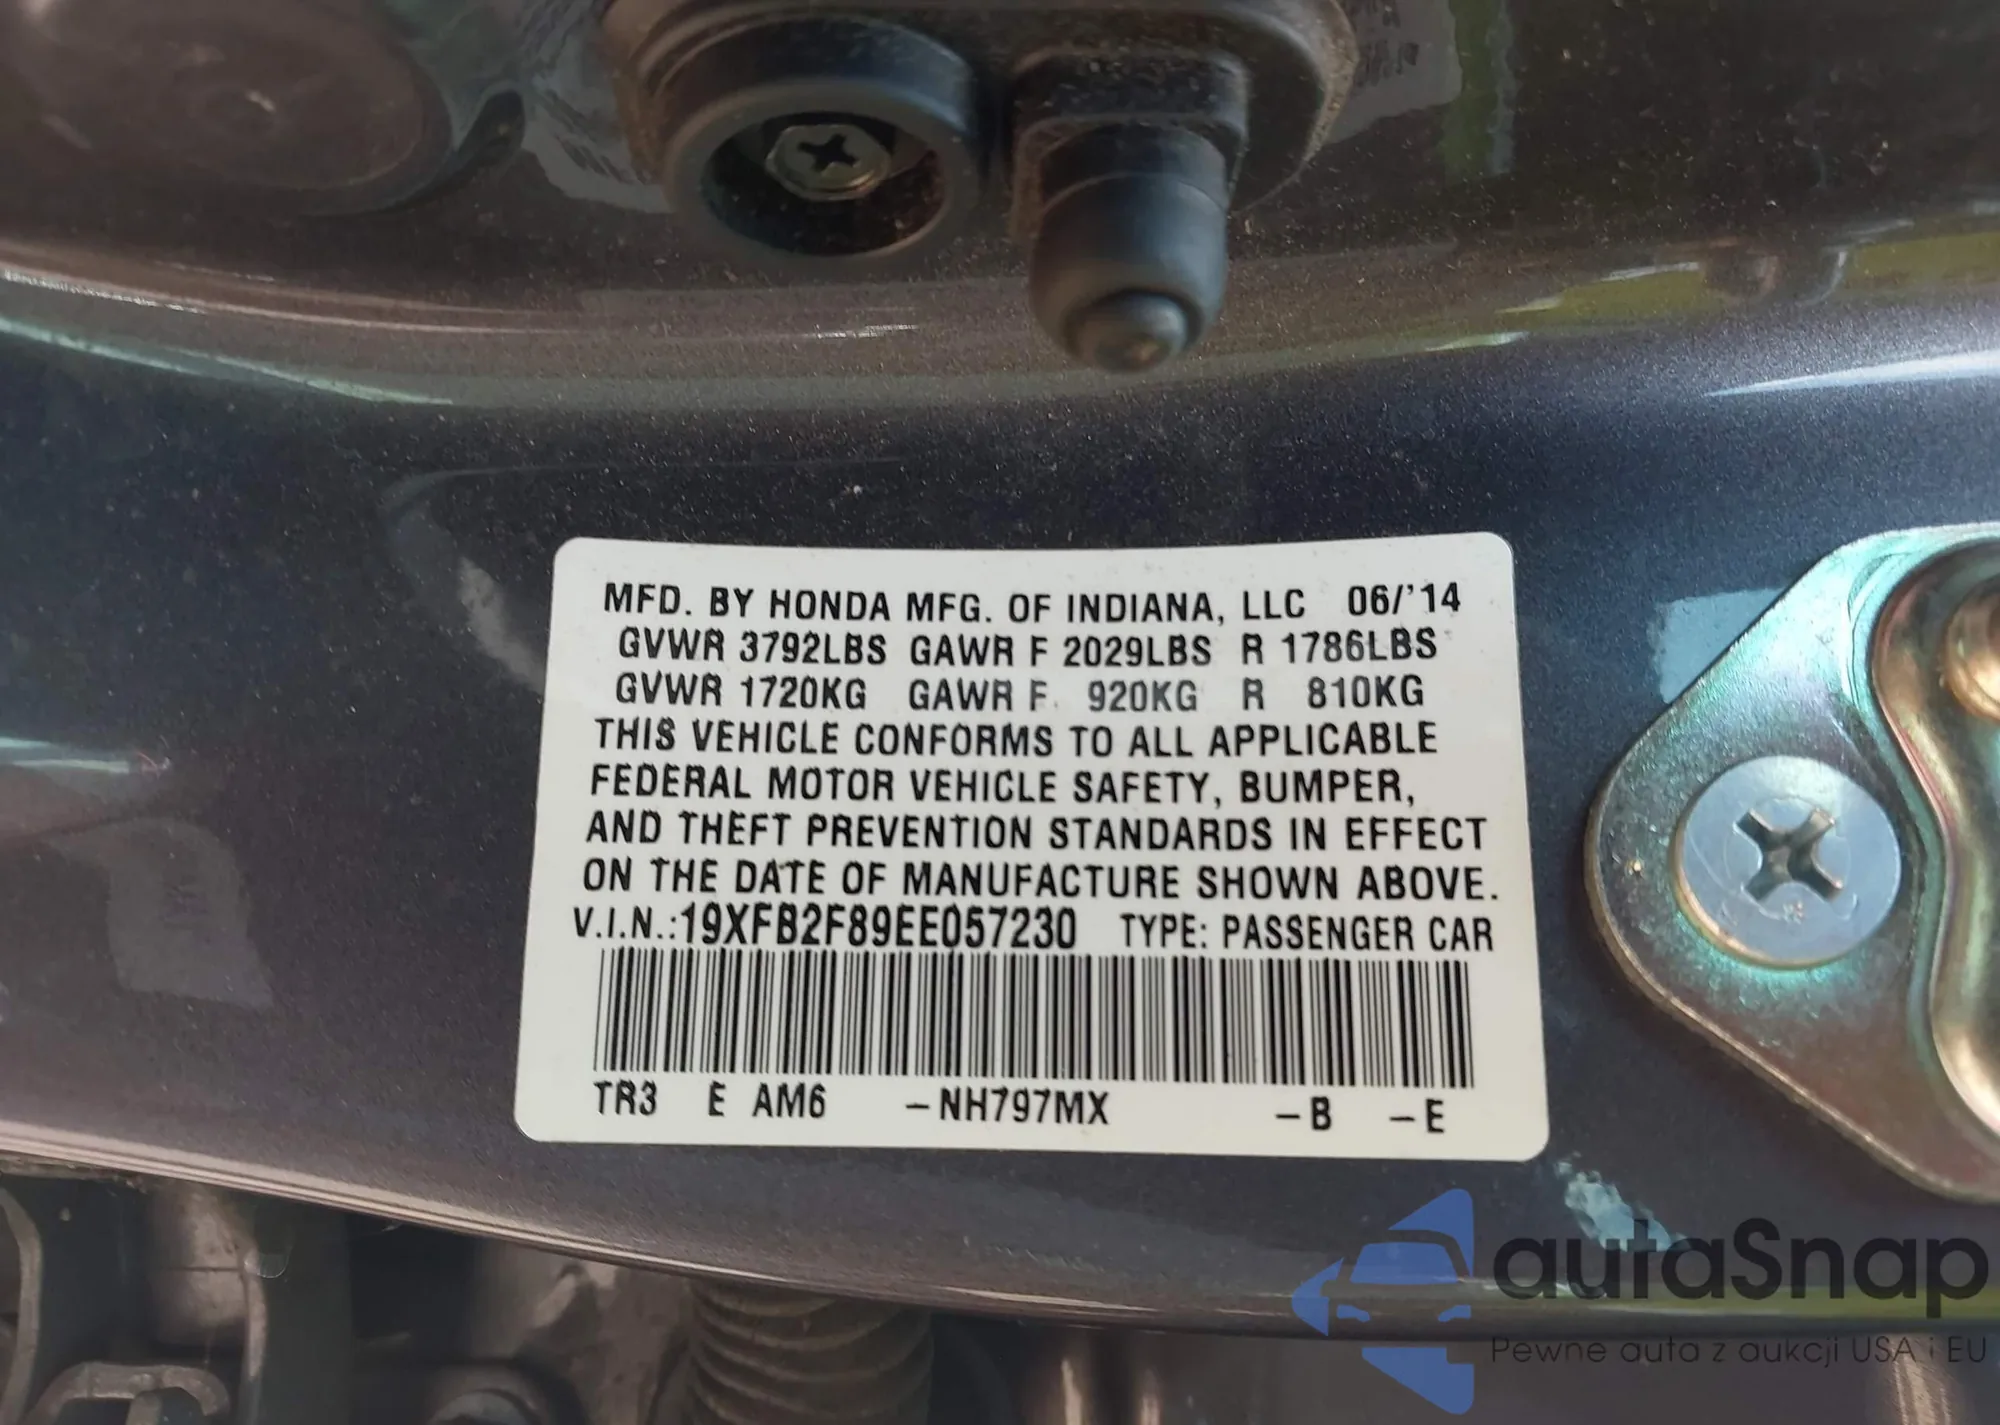 MFD. BY HONDA MFG. OF INDIANA, LLC 06/'14
GVWR 3792LBS GAWR F 2029LBS R 1786LBS
GVWR 1720KG GAWR F 920KG R 810KG
THIS VEHICLE CONFORMS TO ALL APPLICABLE
FEDERAL MOTOR VEHICLE SAFETY, BUMPER,
AND THEFT PREVENTION STANDARDS IN EFFECT
ON THE DATE OF MANUFACTURE SHOWN ABOVE.
V.I.N.:19XFB2F89EE057230 TYPE: PASSENGER CAR
TR3 E AM6 -NH797MX -B -E
autaSnap
Pewne auta z aukcji USA i EU